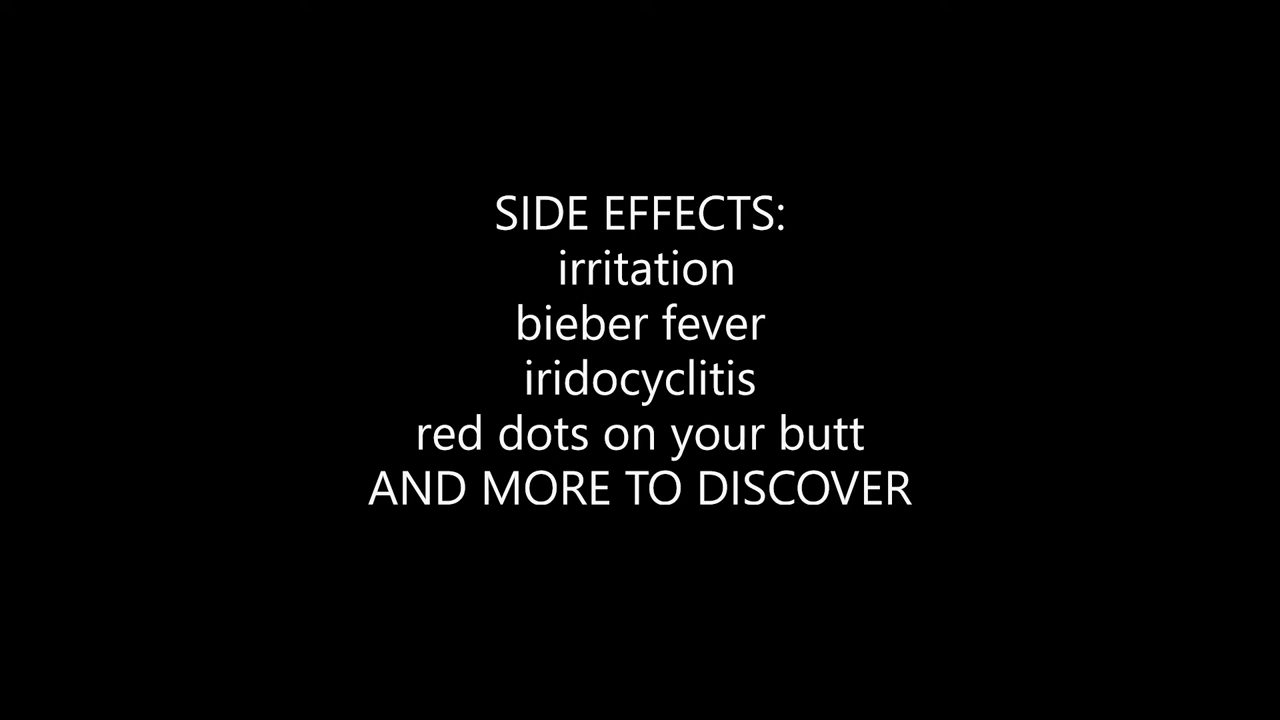 SIDE EFFECTS:
irritation
bieber fever
iridocyclitis
red dots on your butt
AND MORE TO DISCOVER